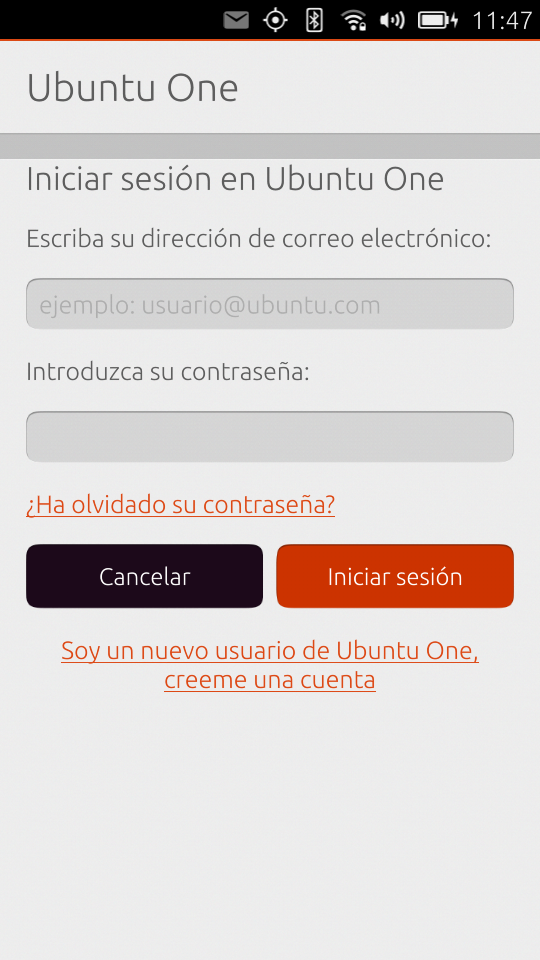 11:47
Ubuntu One
Iniciar sesión en Ubuntu One
Escriba su dirección de correo electrónico:
ejemplo: usuario@ubuntu.com
Introduzca su contraseña:
¿Ha olvidado su contraseña?
Cancelar
Iniciar sesión
Soy un nuevo usuario de Ubuntu One,
creeme una cuenta